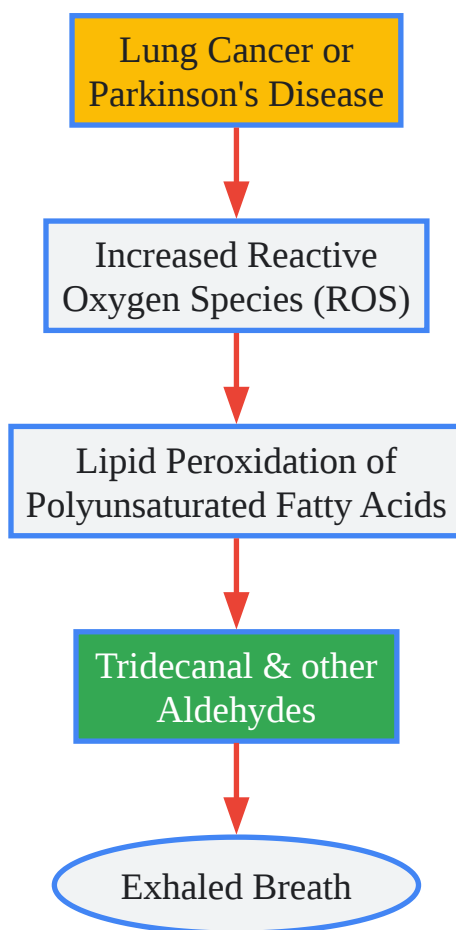 Lung Cancer or
Parkinson's Disease
Increased Reactive
Oxygen Species (ROS)
Lipid Peroxidation of
Polyunsaturated Fatty Acids
Tridecanal & other
Aldehydes
Exhaled Breath